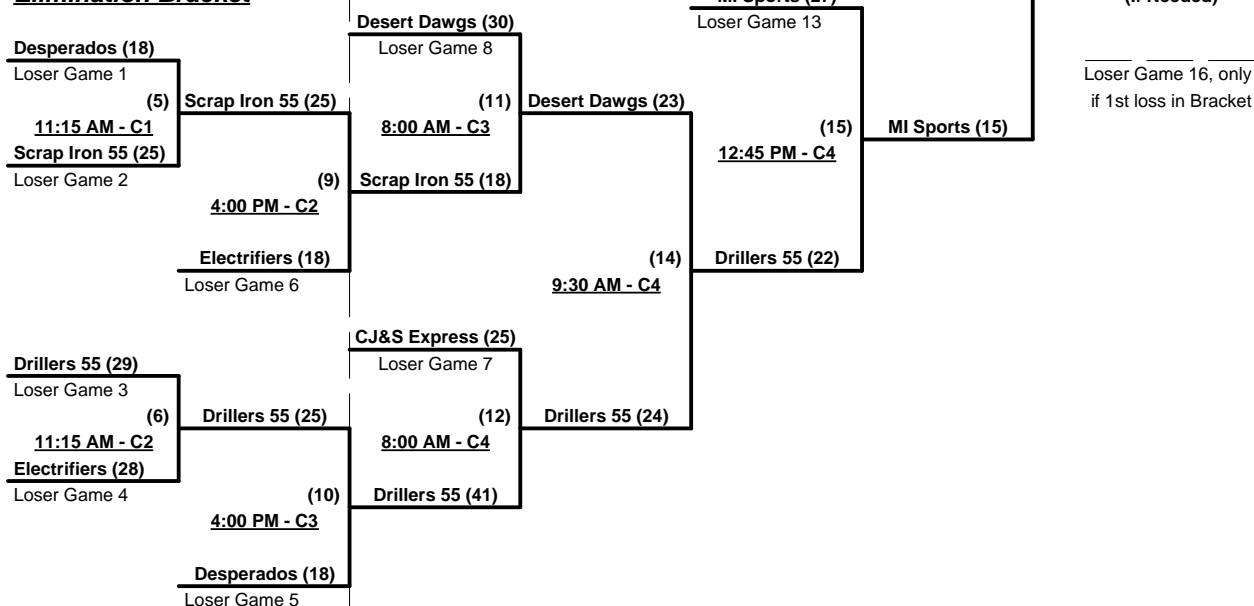 Elimination Bracket
MI Sports (27)
(If Needed)
Desert Dawgs (30)
Loser Game 13
Desperados (18)
Loser Game 8
Loser Game 1
Loser Game 16, only
if 1st loss in Bracket
(5)
Scrap Iron 55 (25)
(11)
Desert Dawgs (23)
11:15 AM - C1
8:00 AM - C3
(15)
MI Sports (15)
Scrap Iron 55 (25)
12:45 PM - C4
Loser Game 2
(9)
Scrap Iron 55 (18)
4:00 PM - C2
Electrifiers (18)
(14)
Drillers 55 (22)
Loser Game 6
9:30 AM - C4
CJ&S Express (25)
Drillers 55 (29)
Loser Game 7
Loser Game 3
(6)
Drillers 55 (25)
(12)
Drillers 55 (24)
11:15 AM - C2
8:00 AM - C4
Electrifiers (28)
Loser Game 4
(10)
Drillers 55 (41)
4:00 PM - C3
Desperados (18)
Loser Game 5